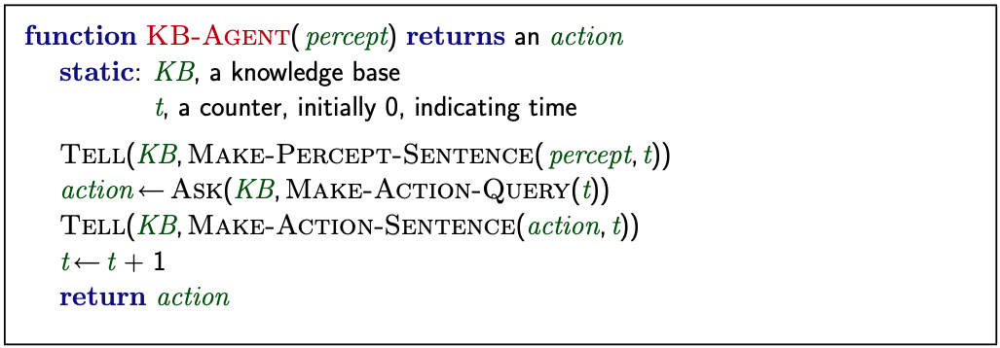 function KB-AGENT(percept) returns an action
static: KB, a knowledge base
t, a counter, initially 0, indicating time
TELL(KB, MAKE-PERCEPT-SENTENCE(percept, t))
action ← ASK(KB, MAKE-ACTION-QUERY(t))
TELL(KB, MAKE-ACTION-SENTENCE(action, t))
t ← t + 1
return action